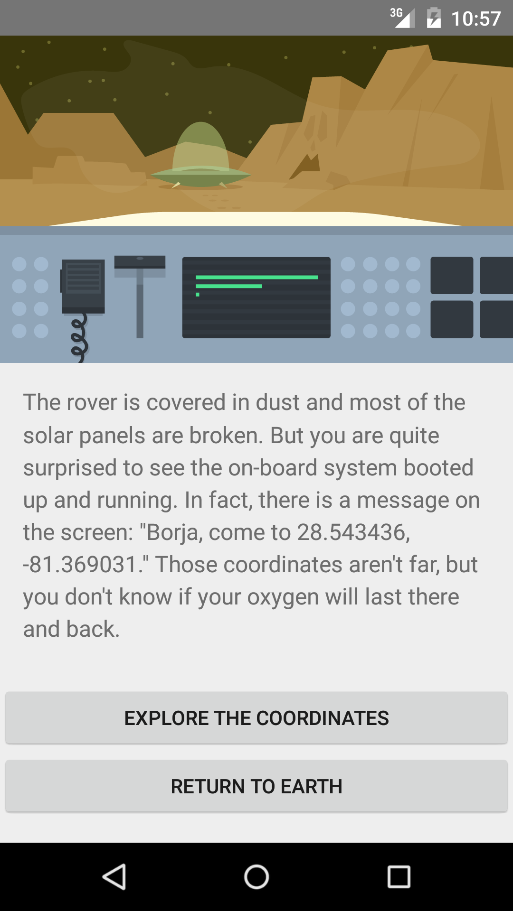 3G 10:57
The rover is covered in dust and most of the
solar panels are broken. But you are quite
surprised to see the on-board system booted
up and running. In fact, there is a message on
the screen: "Borja, come to 28.543436,
-81.369031." Those coordinates aren't far, but
you don't know if your oxygen will last there
and back.
EXPLORE THE COORDINATES
RETURN TO EARTH